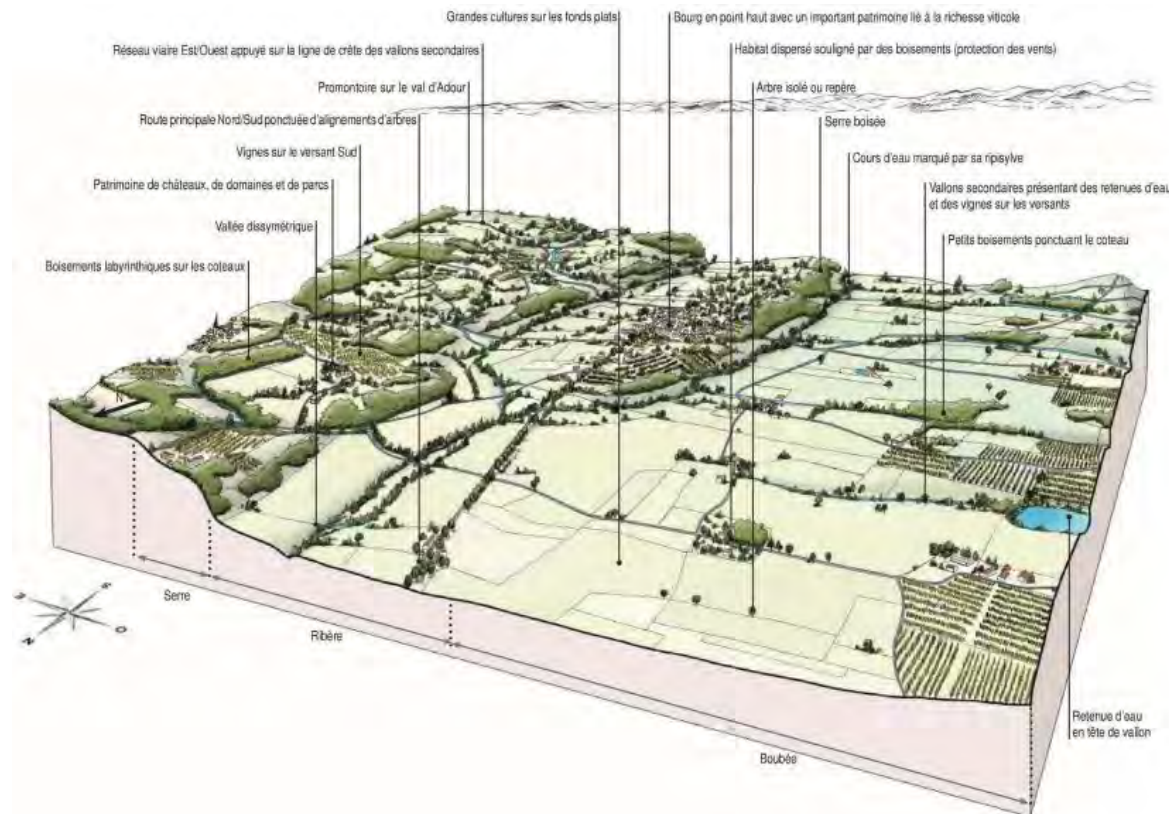 Grandes cultures sur les fonds plats
Bourg en point haut avec un important patrimoine lié à la richesse viticole
Réseau viaire Est/Ouest appuyé sur la ligne de crête des vallons secondaires
Habitat dispersé souligné par des boisements (protection des vents)
Promontoire sur le val d'Adour
Arbre isolé ou repère
Route principale Nord/Sud ponctuée d'alignements d'arbres
Serre boisée
Vignes sur le versant Sud
Cours d'eau marqué par sa ripisylve
Patrimoine de châteaux, de domaines et de parcs
Vallons secondaires présentant des retenues d'eau
et des vignes sur les versants
Vallée dissymétrique
Petits boisements ponctuant le coteau
Boisements labyrinthiques sur les coteaux
N
S
E
N
O
Serre
Ribère
Boubée
Retenue d'eau
en tête de vallon